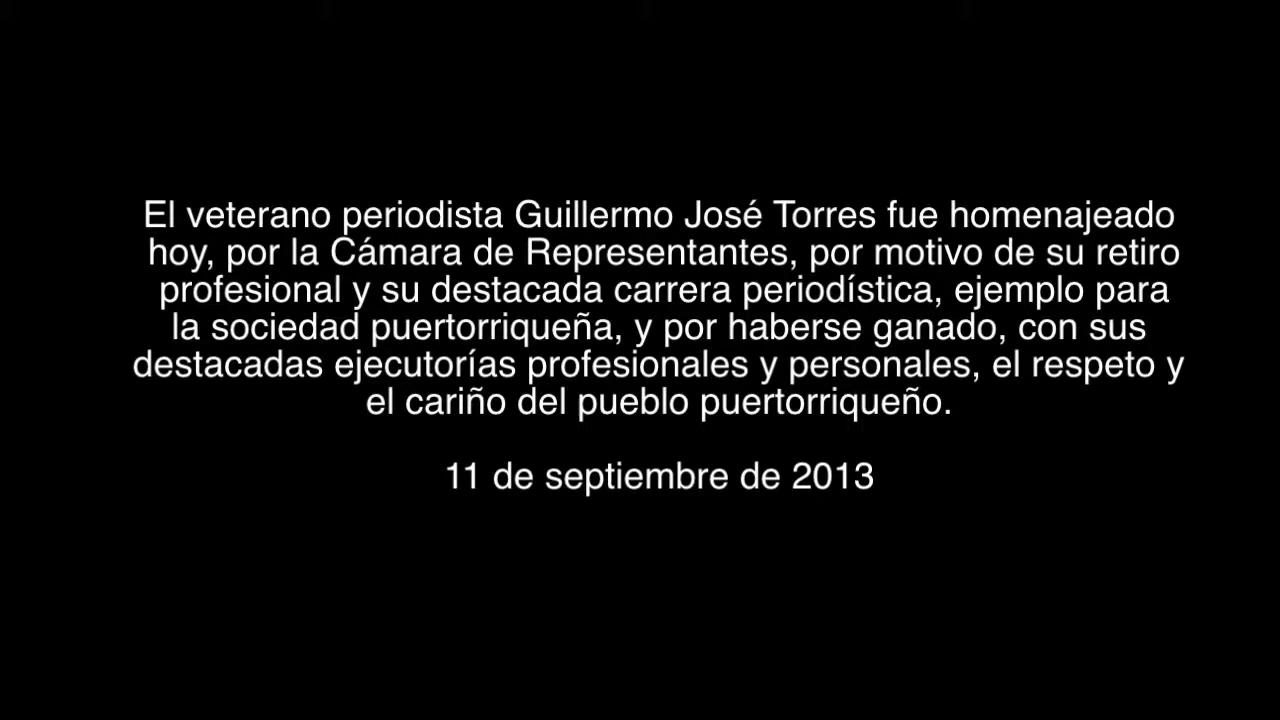 El veterano periodista Guillermo José Torres fue homenajeado
hoy, por la Cámara de Representantes, por motivo de su retiro
profesional y su destacada carrera periodística, ejemplo para
la sociedad puertorriqueña, y por haberse ganado, con sus
destacadas ejecutorías profesionales y personales, el respeto y
el cariño del pueblo puertorriqueño.
11 de septiembre de 2013